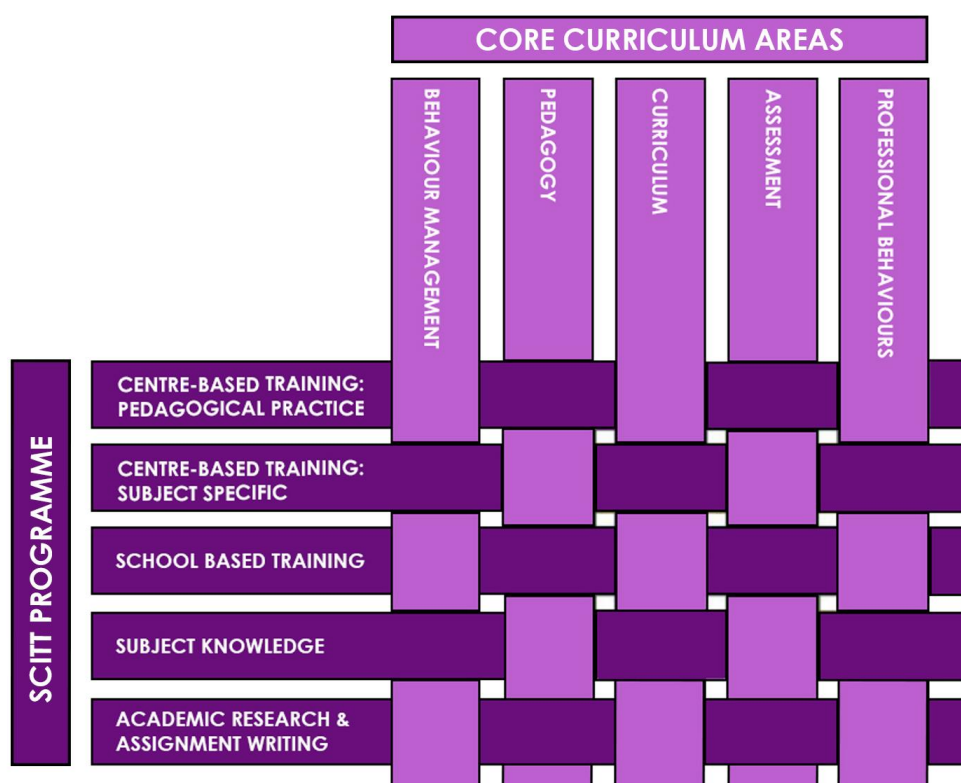 CORE CURRICULUM AREAS
BEHAVIOUR MANAGEMENT
PEDAGOGY
CURRICULUM
ASSESSMENT
PROFESSIONAL BEHAVIOURS
SCITT PROGRAMME
CENTRE-BASED TRAINING:
PEDAGOGICAL PRACTICE
CENTRE-BASED TRAINING:
SUBJECT SPECIFIC
SCHOOL BASED TRAINING
SUBJECT KNOWLEDGE
ACADEMIC RESEARCH &
ASSIGNMENT WRITING